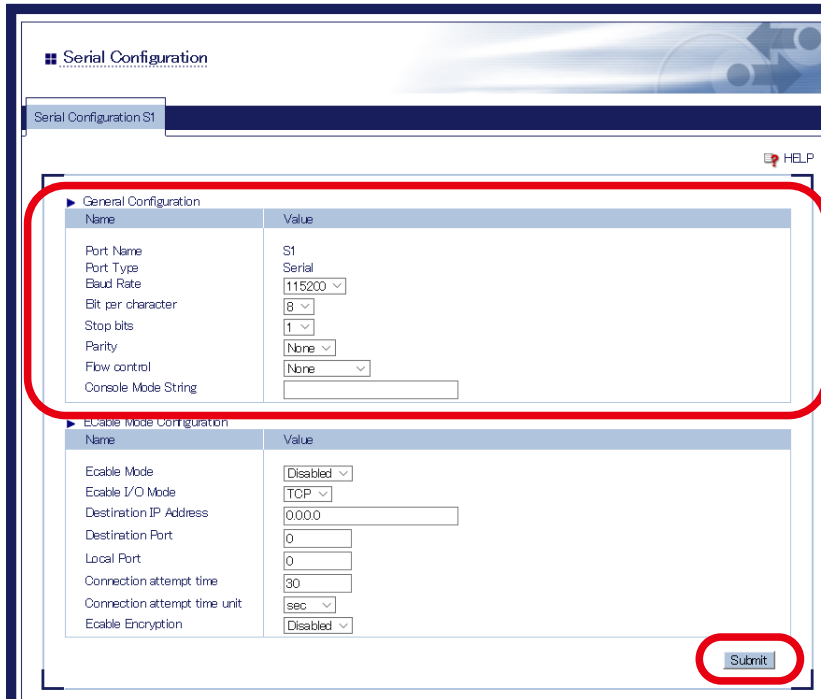 Serial Configuration
Serial Configuration S1
HELP
General Configuration
Name Value
Port Name S1
Port Type Serial
Baud Rate 115200
Bit per character 8
Stop bits 1
Parity None
Flow control None
Console Mode String
ECable Mode Configuration
Name Value
Ecable Mode Disabled
Ecable I/O Mode TCP
Destination IP Address 0.0.0.0
Destination Port 0
Local Port 0
Connection attempt time 30
Connection attempt time unit sec
Ecable Encryption Disabled
Submit